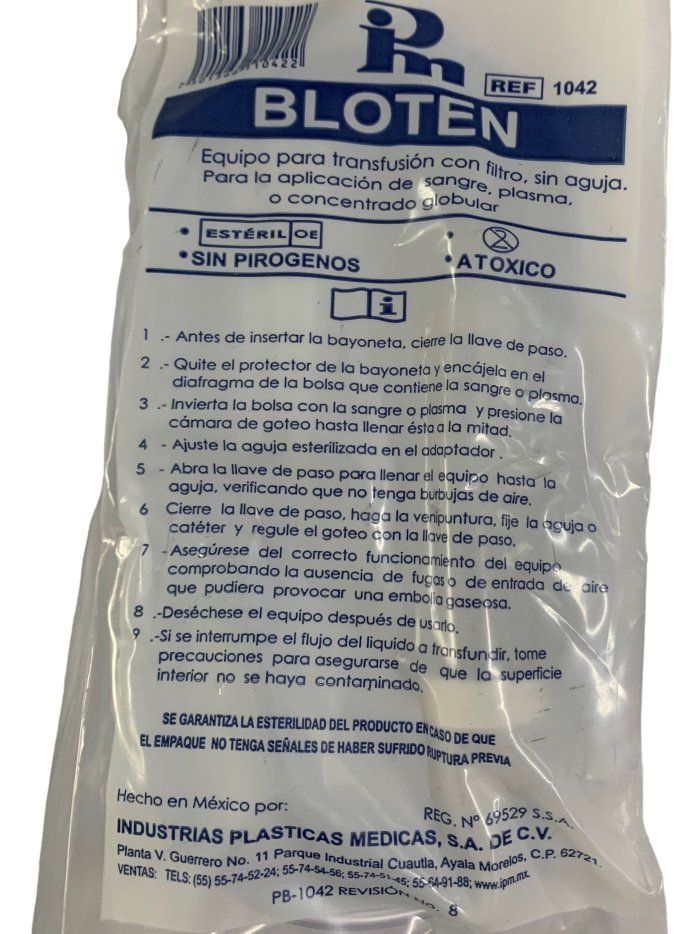 ipm
REF 1042
BLOTEN
Equipo para transfusión con filtro, sin aguja.
Para la aplicación de sangre, plasma,
o concentrado globular
• ESTÉRIL OE • 2
• SIN PIROGENOS • ATOXICO
i
1 .- Antes de insertar la bayoneta, cierre la llave de paso.
2 .- Quite el protector de la bayoneta y encájela en el
diafragma de la bolsa que contiene la sangre o plasma.
3 .- Invierta la bolsa con la sangre o plasma y presione la
cámara de goteo hasta llenar ésta a la mitad.
4 - Ajuste la aguja esterilizada en el adaptador .
5 - Abra la llave de paso para llenar el equipo hasta la
aguja, verificando que no tenga burbujas de aire.
6 Cierre la llave de paso, haga la venipuntura, fije la aguja o
catéter y regule el goteo con la llave de paso.
7 - Asegúrese del correcto funcionamiento del equipo
comprobando la ausencia de fugas o de entrada de aire
que pudiera provocar una embolia gaseosa.
8 .-Deséchese el equipo después de usarlo.
9 .-Si se interrumpe el flujo del liquido a transfundir, tome
precauciones para asegurarse de que la superficie
interior no se haya contaminado.
SE GARANTIZA LA ESTERILIDAD DEL PRODUCTO EN CASO DE QUE
EL EMPAQUE NO TENGA SEÑALES DE HABER SUFRIDO RUPTURA PREVIA
Hecho en México por:
REG. Nº 69529 S.S.A.
INDUSTRIAS PLASTICAS MEDICAS, S.A. DE C.V.
Planta V. Guerrero No. 11 Parque Industrial Cuautla, Ayala Morelos, C.P. 62721.
VENTAS: TELS: (55) 55-74-52-24; 55-74-54-56; 55-74-51-45; 55-64-91-88; www.ipm.mx
PB-1042 REVISIÓN No. 8